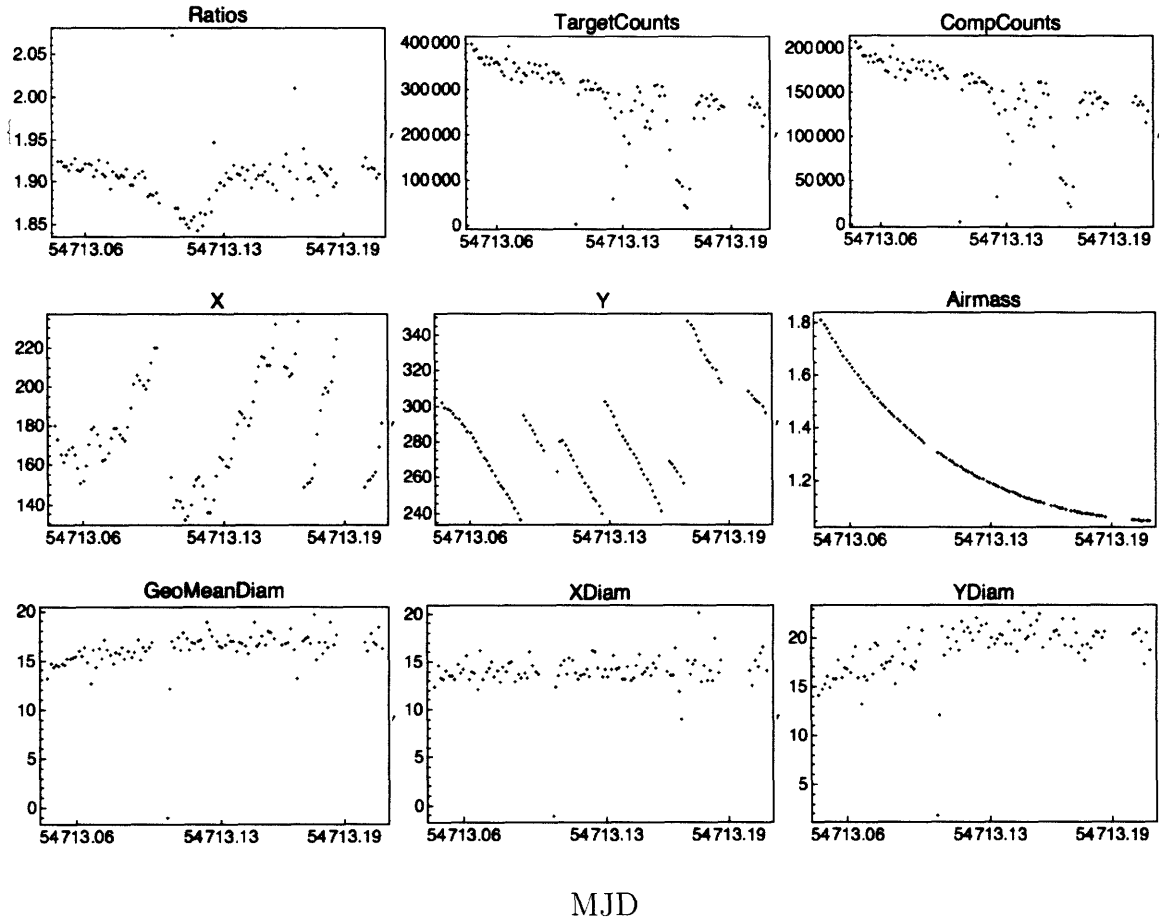 Ratios
2.05
2.00
1.95
1.90
1.85
54713.06 54713.13 54713.19
,
TargetCounts
400000
300000
200000
100000
0
54713.06 54713.13 54713.19
,
CompCounts
200000
150000
100000
50000
0
54713.06 54713.13 54713.19
,
X
220
200
180
160
140
54713.06 54713.13 54713.19
,
Y
340
320
300
280
260
240
54713.06 54713.13 54713.19
,
Airmass
1.8
1.6
1.4
1.2
54713.06 54713.13 54713.19
,
GeoMeanDiam
20
15
10
5
0
54713.06 54713.13 54713.19
,
XDiam
20
15
10
5
0
54713.06 54713.13 54713.19
,
YDiam
20
15
10
5
54713.06 54713.13 54713.19
MJD